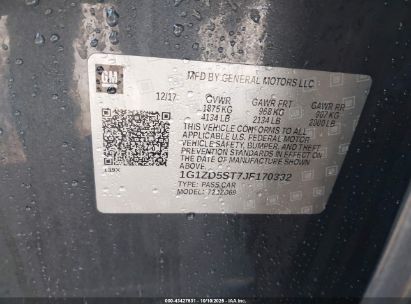 GM
MFD BY GENERAL MOTORS LLC
12/17 GVWR GAWR FRT GAWR RR
1875 KG 968 KG 907 KG
4134 LB 2134 LB 2000 LB
THIS VEHICLE CONFORMS TO ALL APPLICABLE
U.S. FEDERAL MOTOR VEHICLE SAFETY, BUMPER, AND THEFT
PREVENTION STANDARDS IN EFFECT
ON THE DATE OF MANUFACTURE SHOWN
ABOVE.
1G1ZD5ST7JF170332
TYPE: PASS CAR
MODEL: